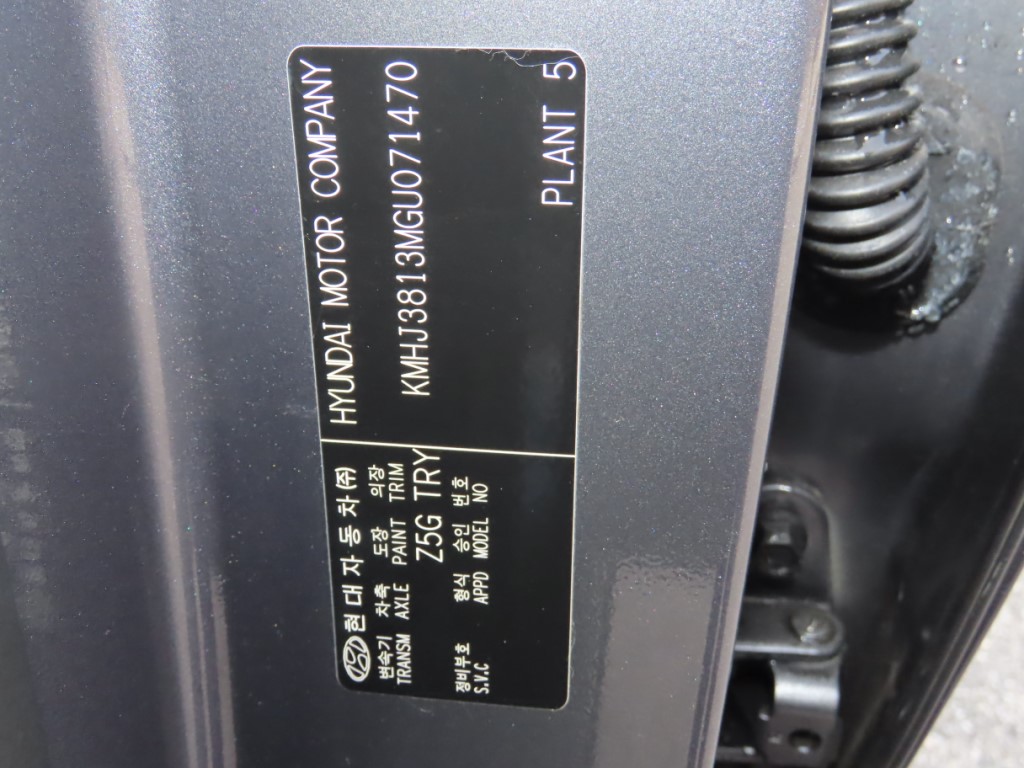 현대자동차(주)
HYUNDAI MOTOR COMPANY
변속기 차축 도장 의장
TRANSM AXLE PAINT TRIM
Z5G TRY
KMHJ3813MGU071470
형식 승인 번호
정비부호
APPD MODEL NO
S.V.C
PLANT 5